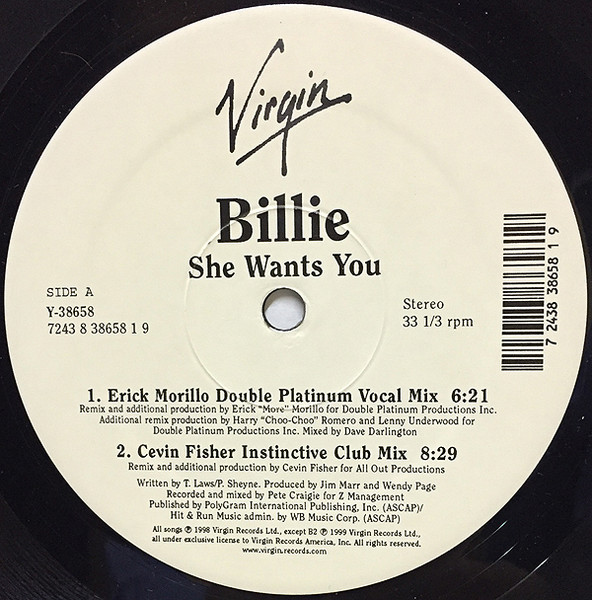 Virgin
Billie
She Wants You
SIDE A
Y-38658
7243 8 38658 1 9
Stereo
33 1/3 rpm
7 2438 38658 1 9
1. Erick Morillo Double Platinum Vocal Mix 6:21
Remix and additional production by Erick "More" Morillo for Double Platinum Productions Inc.
Additional remix production by Harry "Choo-Choo" Romero and Lenny Underwood for
Double Platinum Productions Inc. Mixed by Dave Darlington
2. Cevin Fisher Instinctive Club Mix 8:29
Remix and additional production by Cevin Fisher for All Out Productions
Written by T. Laws/P. Sheyne. Produced by Jim Marr and Wendy Page
Recorded and mixed by Pete Craigie for Z Management
Published by PolyGram International Publishing, Inc. (ASCAP)/
Hit & Run Music admin. by WB Music Corp. (ASCAP)
All songs ℗ 1998 Virgin Records Ltd., except B2 ℗ 1999 Virgin Records Ltd.,
all under exclusive license to Virgin Records America, Inc. All rights reserved.
www.virginrecords.com